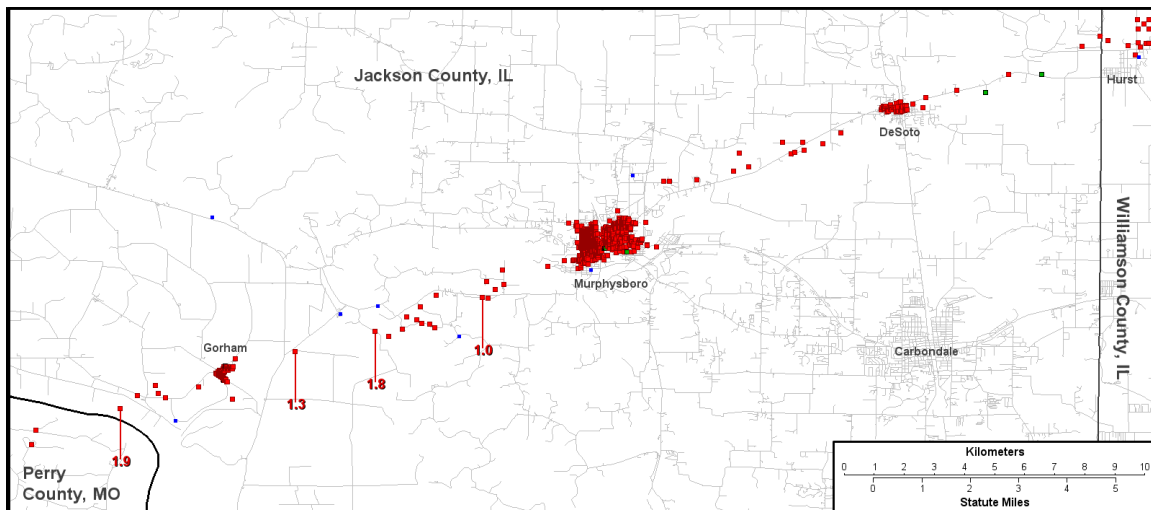 Jackson County, IL
Hurst
DeSoto
Williamson County, IL
Murphysboro
Gorham
1.0
Carbondale
1.8
1.3
1.9
Perry
County, MO
Kilometers
0 1 2 3 4 5 6 7 8 9 10
0 1 2 3 4 5
Statute Miles